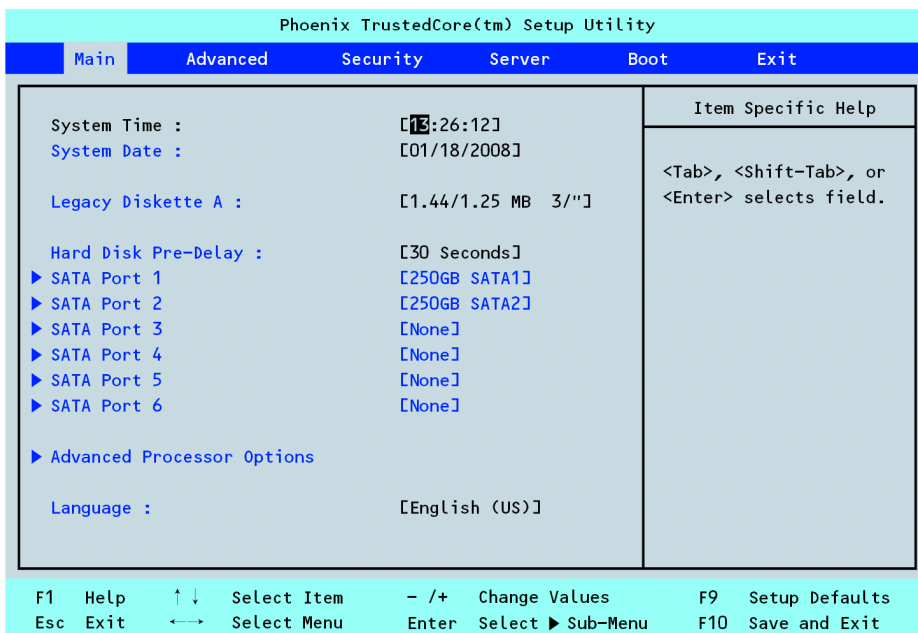 Phoenix TrustedCore(tm) Setup Utility
Main Advanced Security Server Boot Exit
System Time : [13:26:12]
System Date : [01/18/2008]
Legacy Diskette A : [1.44/1.25 MB 3/"]
Hard Disk Pre-Delay : [30 Seconds]
▶ SATA Port 1 [250GB SATA1]
▶ SATA Port 2 [250GB SATA2]
▶ SATA Port 3 [None]
▶ SATA Port 4 [None]
▶ SATA Port 5 [None]
▶ SATA Port 6 [None]
▶ Advanced Processor Options
Language : [English (US)]
Item Specific Help
<Tab>, <Shift-Tab>, or
<Enter> selects field.
F1 Help ↑↓ Select Item - /+ Change Values F9 Setup Defaults
Esc Exit ←→ Select Menu Enter Select ▶ Sub-Menu F10 Save and Exit